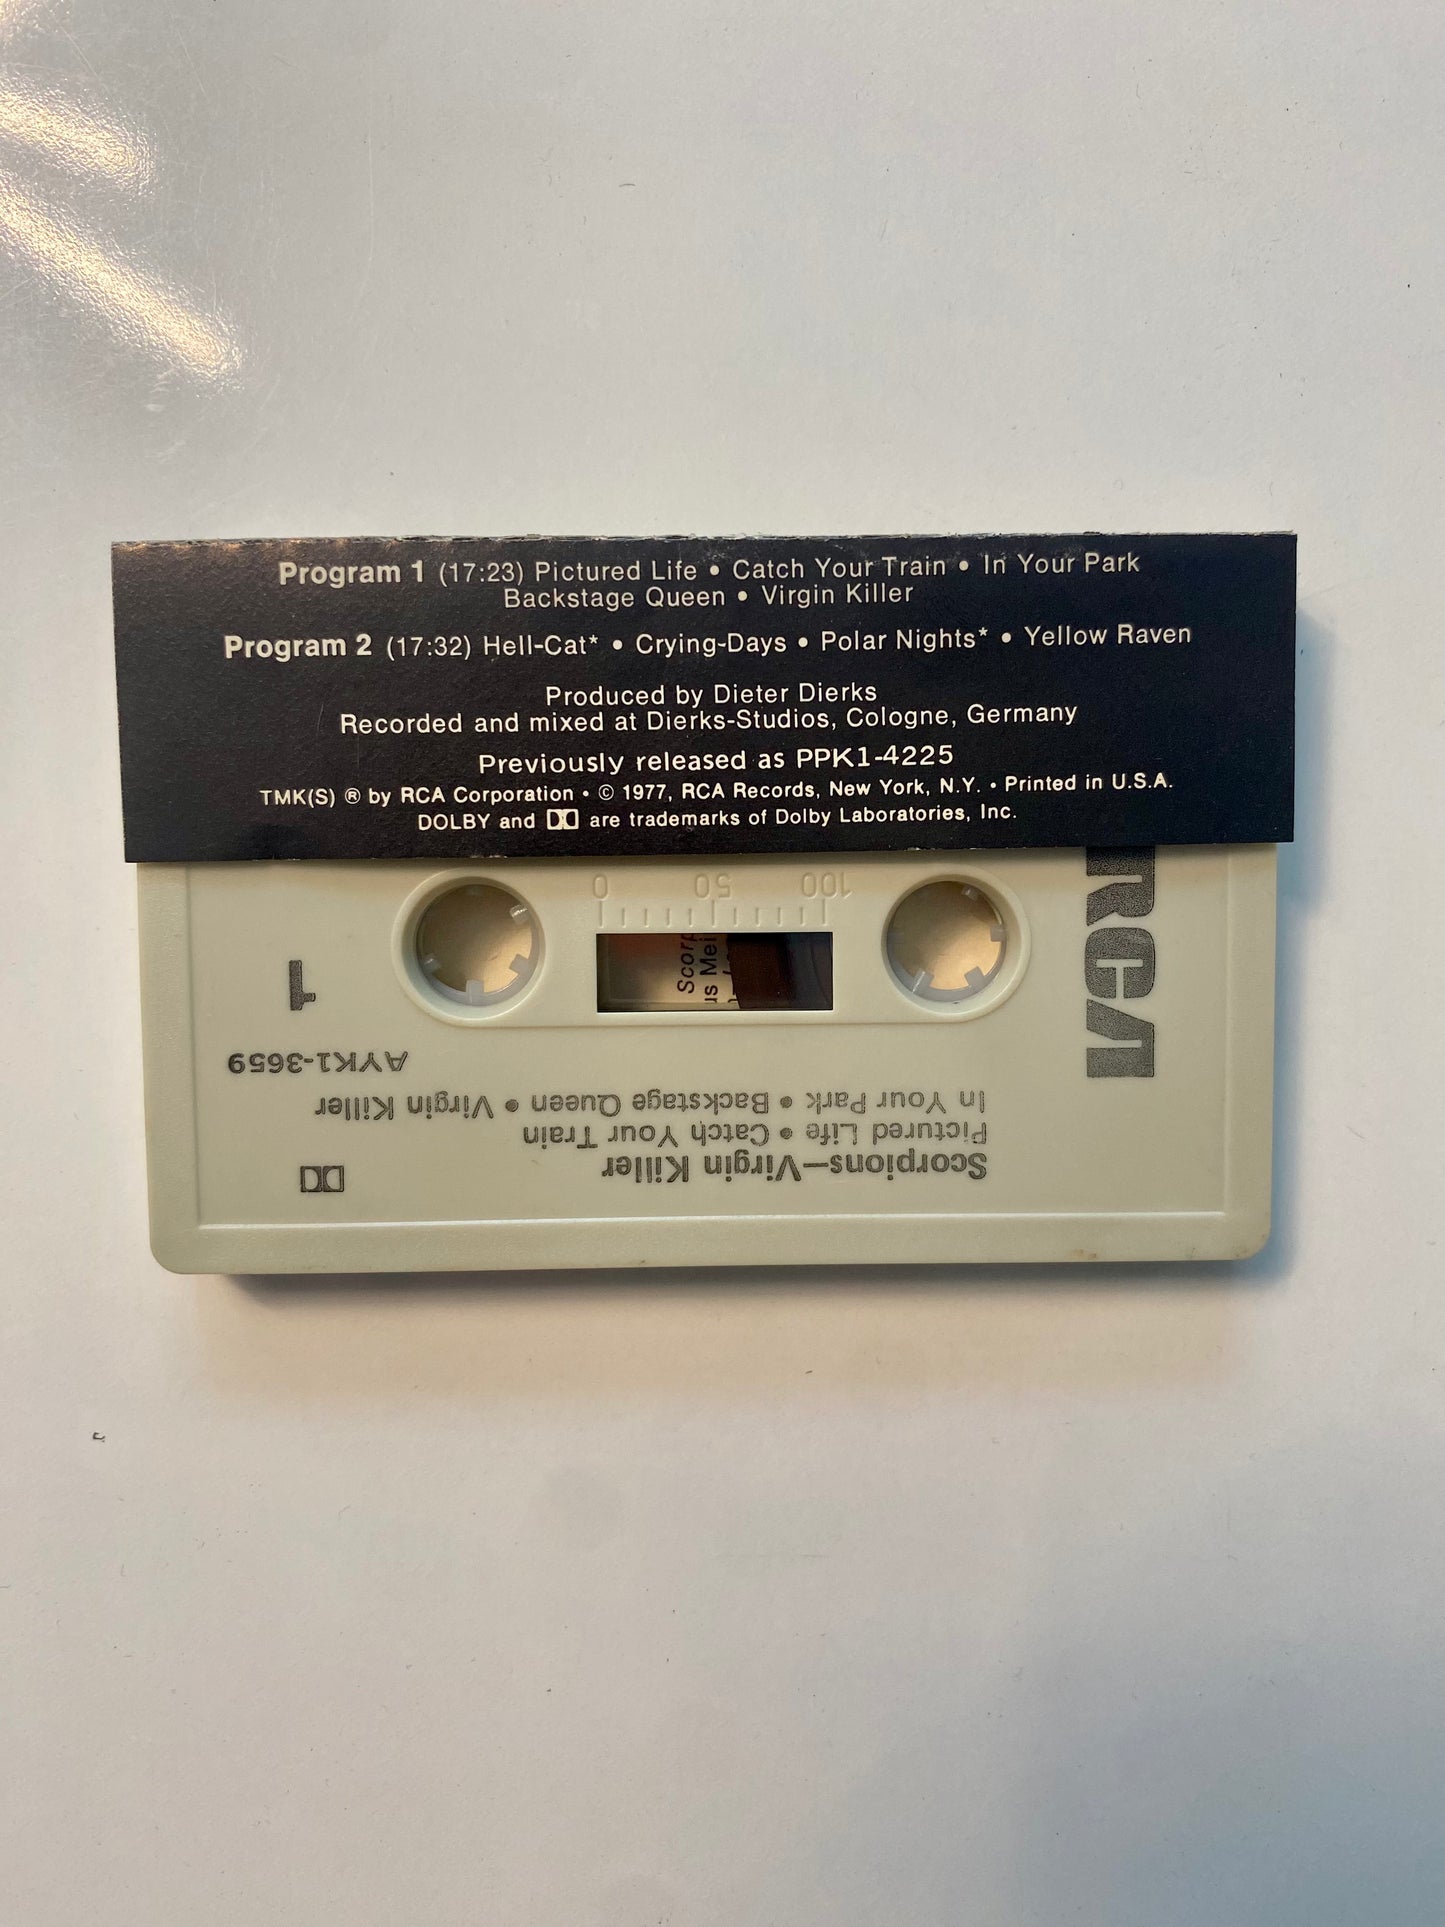 Program 1 (17:23) Pictured Life • Catch Your Train • In Your Park
Backstage Queen • Virgin Killer
Program 2 (17:32) Hell-Cat* • Crying-Days • Polar Nights* • Yellow Raven
Produced by Dieter Dierks
Recorded and mixed at Dierks-Studios, Cologne, Germany
Previously released as PPK1-4225
TMK(S) ® by RCA Corporation • © 1977, RCA Records, New York, N.Y. • Printed in U.S.A.
DOLBY and are trademarks of Dolby Laboratories, Inc.
0 50 100
RCA
1
AYK1-3659
Scorpions—Virgin Killer
Pictured Life • Catch Your Train
In Your Park • Backstage Queen • Virgin Killer